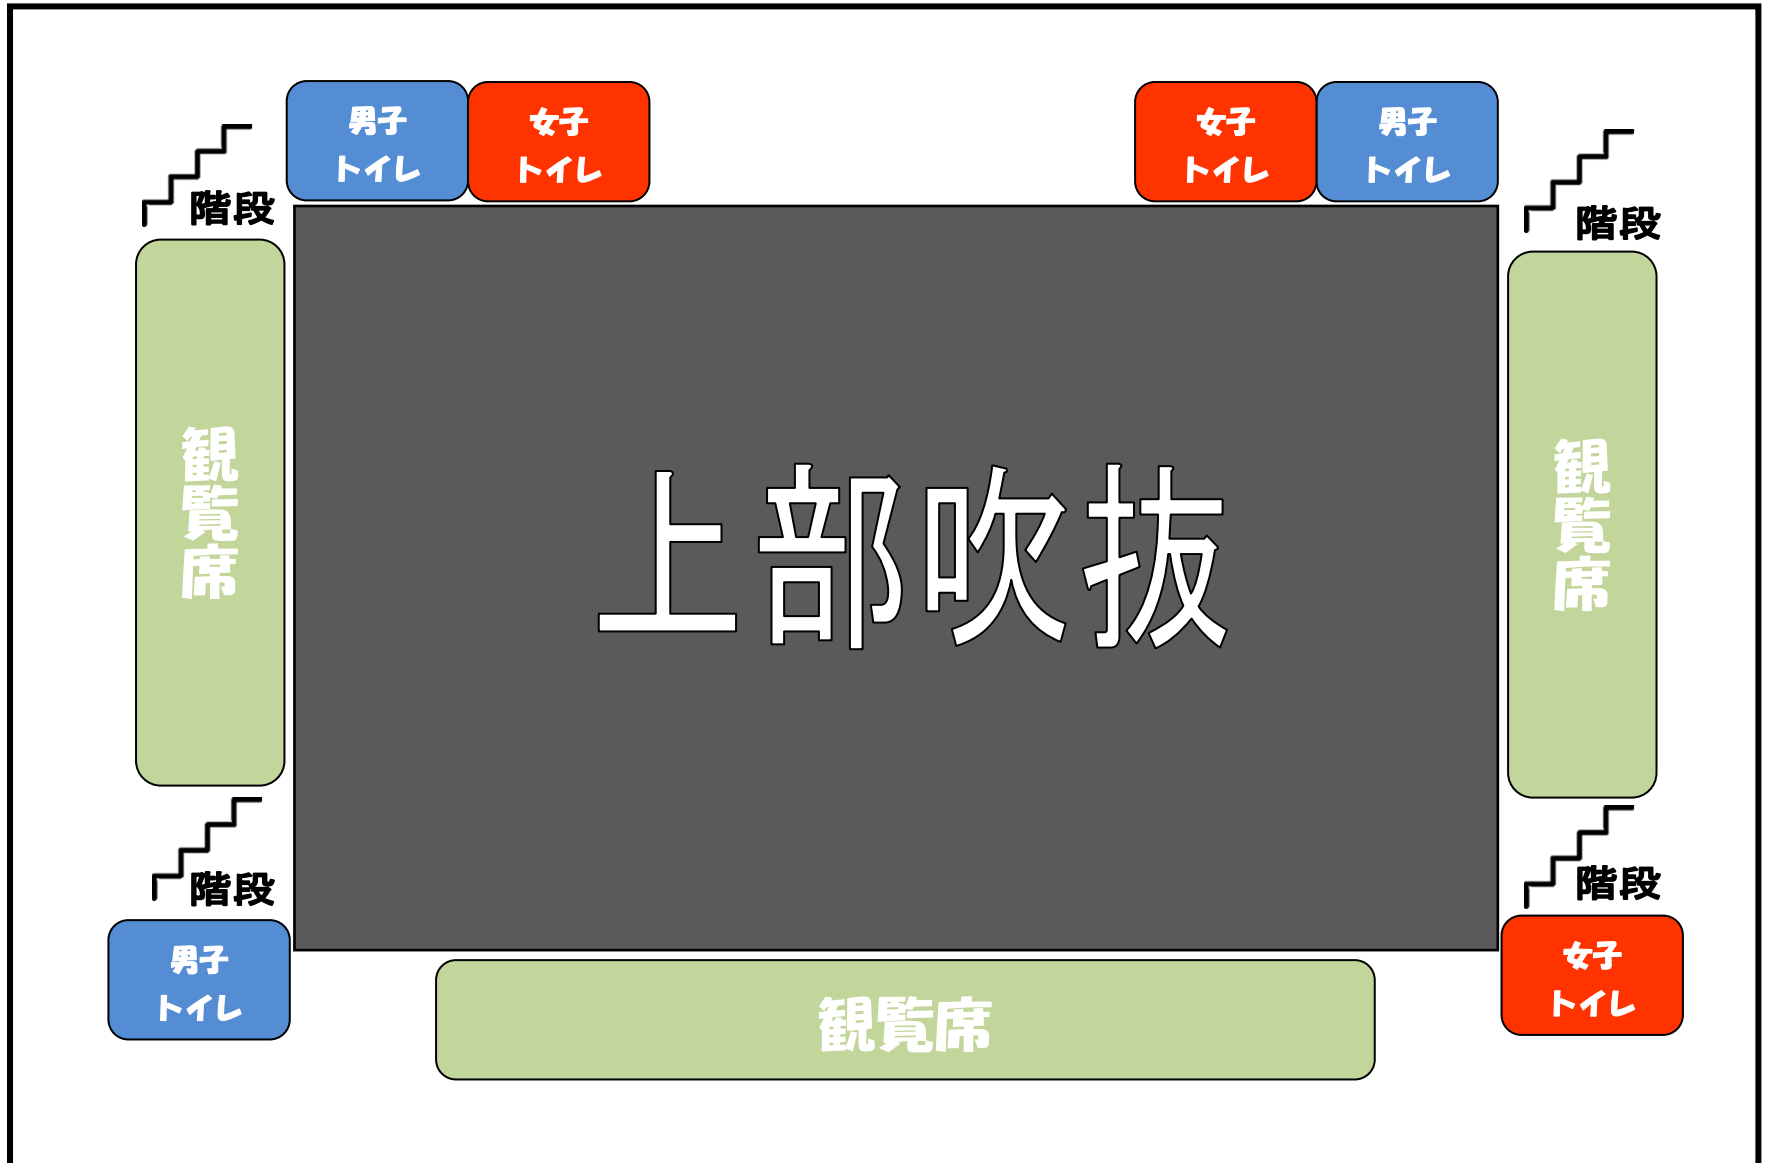 男子
トイレ
女子
トイレ
女子
トイレ
男子
トイレ
階段
階段
観覧席
上部吹抜
観覧席
階段
階段
男子
トイレ
女子
トイレ
観覧席